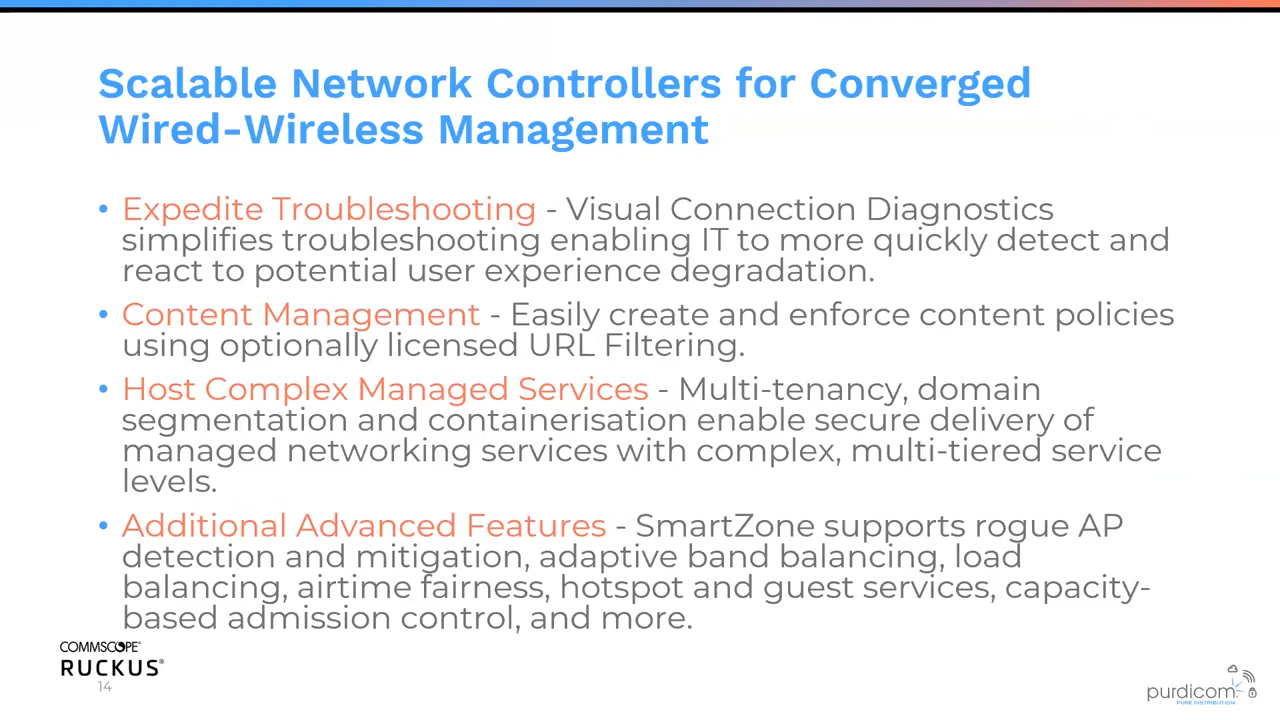 Scalable Network Controllers for Converged
Wired-Wireless Management
• Expedite Troubleshooting - Visual Connection Diagnostics
simplifies troubleshooting enabling IT to more quickly detect and
react to potential user experience degradation.
• Content Management - Easily create and enforce content policies
using optionally licensed URL Filtering.
• Host Complex Managed Services - Multi-tenancy, domain
segmentation and containerisation enable secure delivery of
managed networking services with complex, multi-tiered service
levels.
• Additional Advanced Features - SmartZone supports rogue AP
detection and mitigation, adaptive band balancing, load
balancing, airtime fairness, hotspot and guest services, capacity-
based admission control, and more.
COMMSCOPE™
RUCKUS®
14
purdicom
PURE DISTRIBUTION